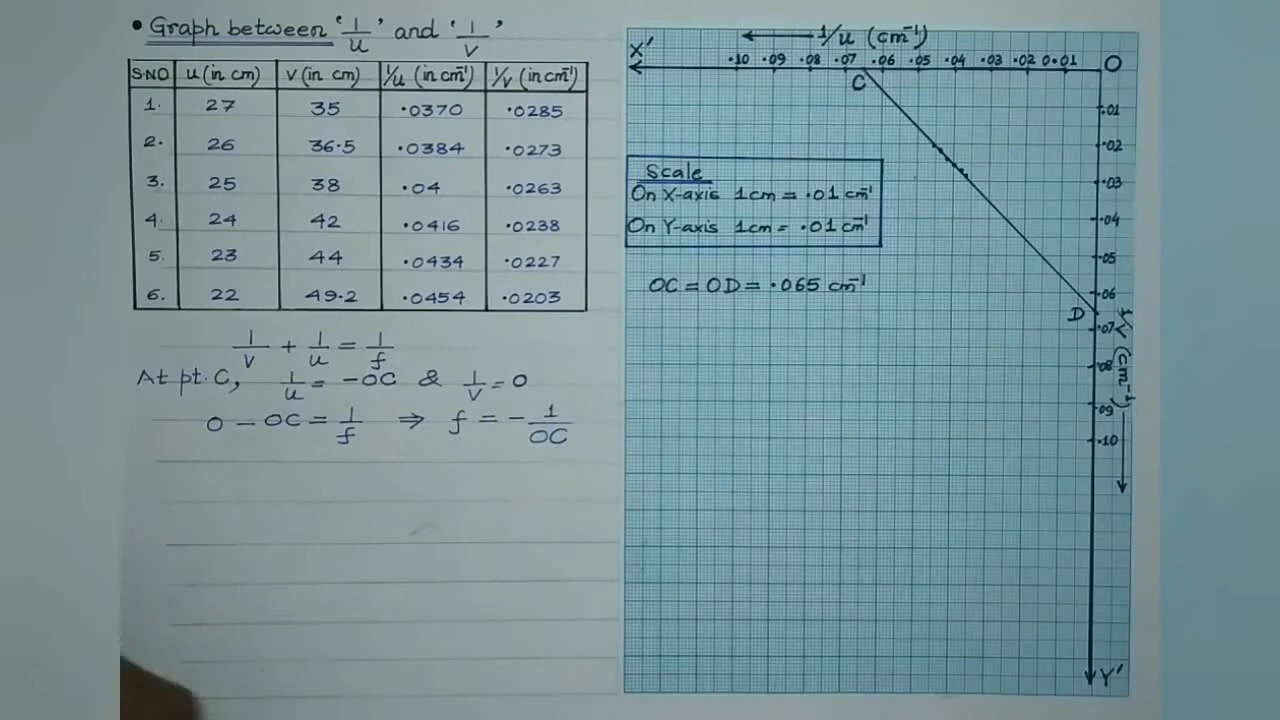 • Graph between '1/u' and '1/v'
S.NO u (in cm) v (in cm) 1/u (in cm⁻¹) 1/v (in cm⁻¹)
1. 27 35 .0370 .0285
2. 26 36.5 .0384 .0273
3. 25 38 .04 .0263
4. 24 42 .0416 .0238
5. 23 44 .0434 .0227
6. 22 49.2 .0454 .0203
1/v + 1/u = 1/f
At pt. C, 1/u = -OC & 1/v = 0
0 - OC = 1/f ⇒ f = - 1/OC
← 1/u (cm⁻¹)
X' .10 .09 .08 .07 .06 .05 .04 .03 .02 0.01 O
C
.01
.02
.03
.04
.05
.06
.07
.08
.09
.10
Scale
On X-axis 1cm = .01 cm⁻¹
On Y-axis 1cm = .01 cm⁻¹
OC = OD = .065 cm⁻¹
D
1/v (cm⁻¹) →
Y'